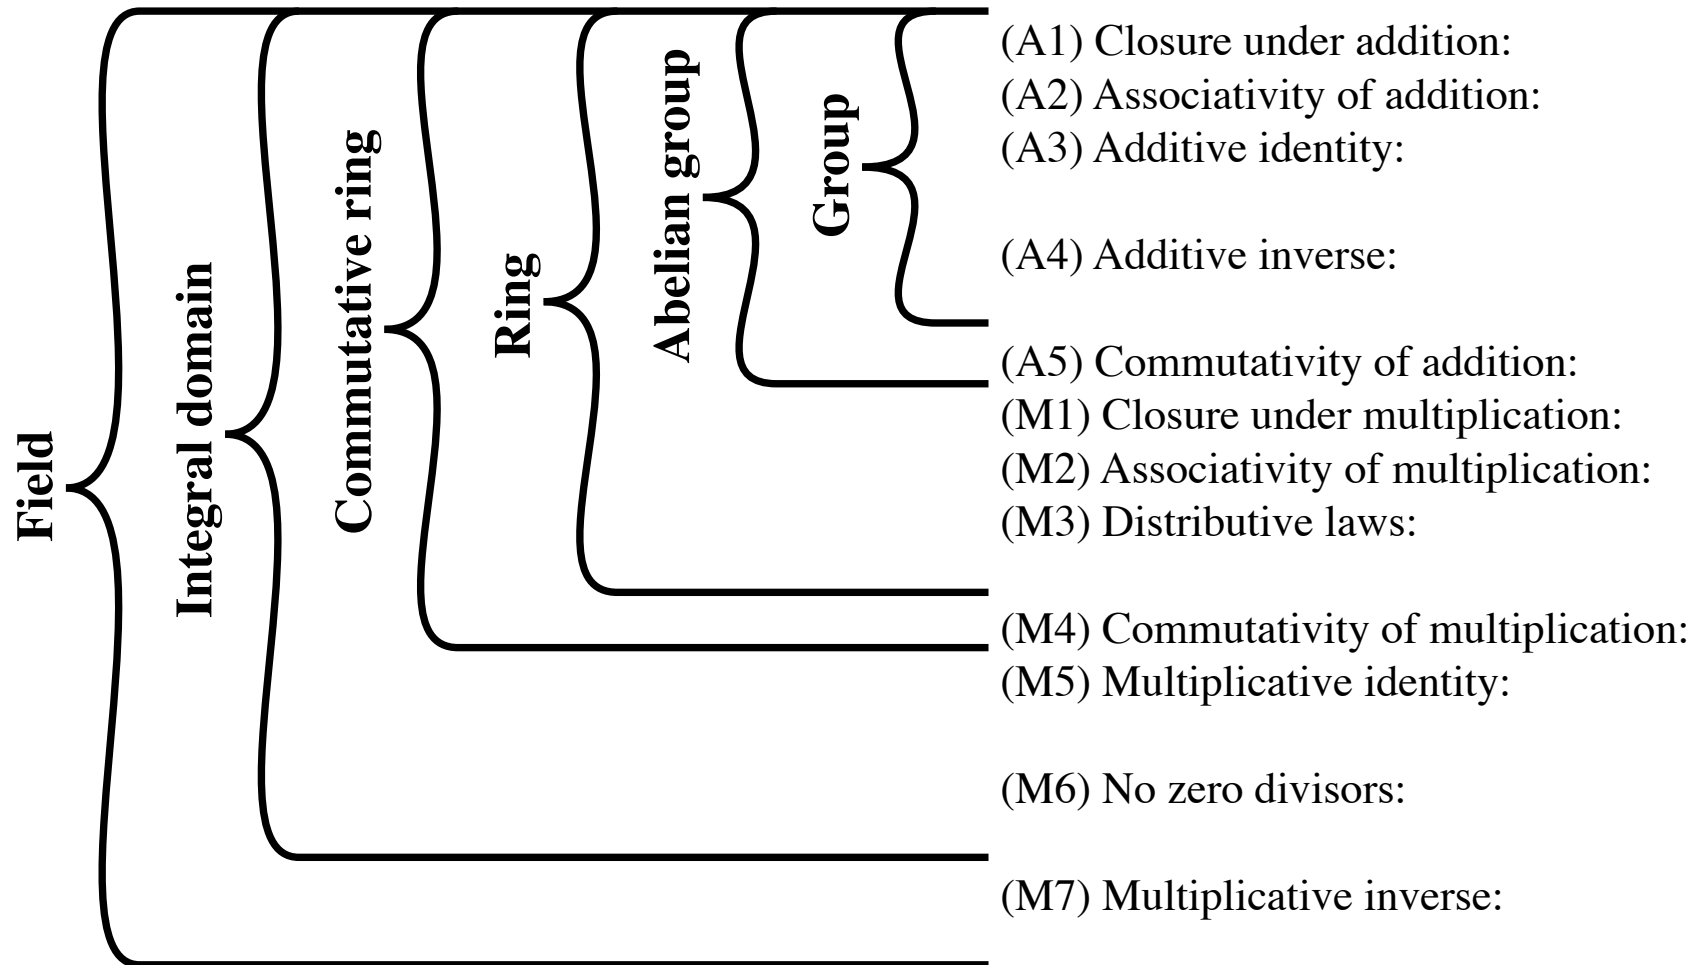 Field
Integral domain
Commutative ring
Ring
Abelian group
Group
(A1) Closure under addition:
(A2) Associativity of addition:
(A3) Additive identity:
(A4) Additive inverse:
(A5) Commutativity of addition:
(M1) Closure under multiplication:
(M2) Associativity of multiplication:
(M3) Distributive laws:
(M4) Commutativity of multiplication:
(M5) Multiplicative identity:
(M6) No zero divisors:
(M7) Multiplicative inverse: